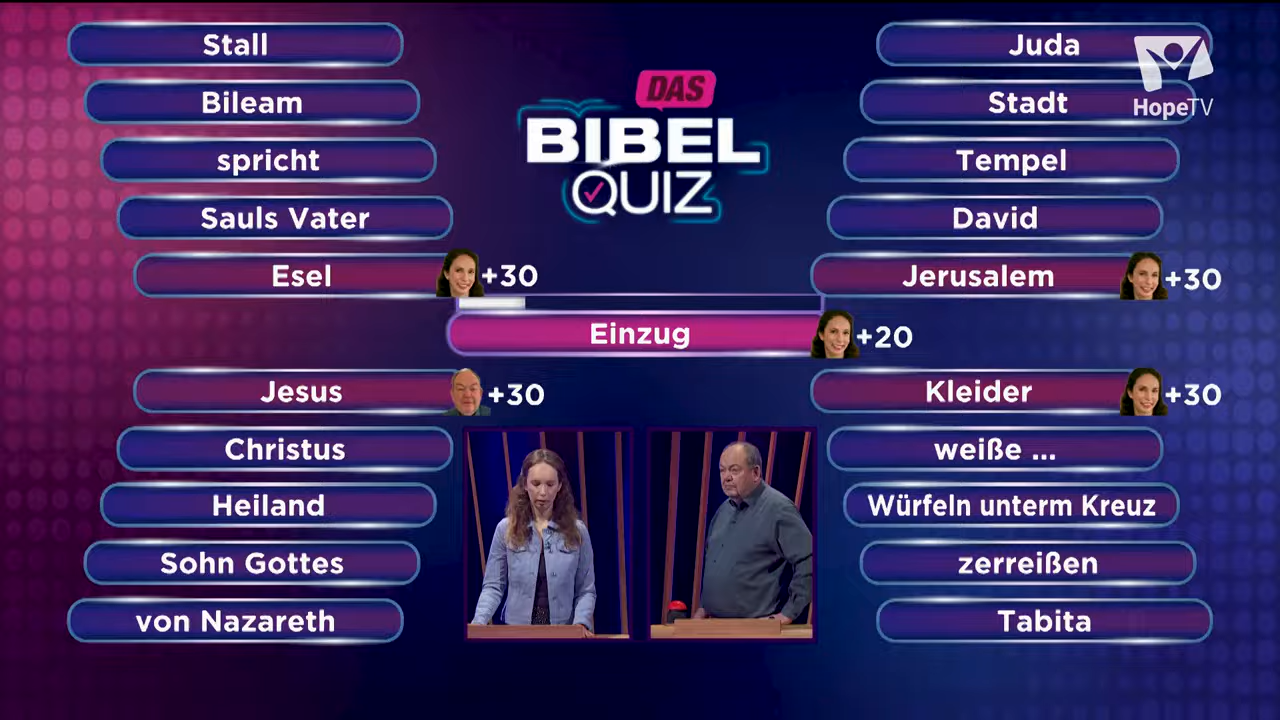 Stall
Bileam
spricht
Sauls Vater
Esel
+30
DAS
BIBEL
QUIZ
Juda
HopeTV
Stadt
Tempel
David
Jerusalem
+30
Einzug
+20
Jesus
+30
Christus
Heiland
Sohn Gottes
von Nazareth
Kleider
+30
weiße ...
Würfeln unterm Kreuz
zerreißen
Tabita